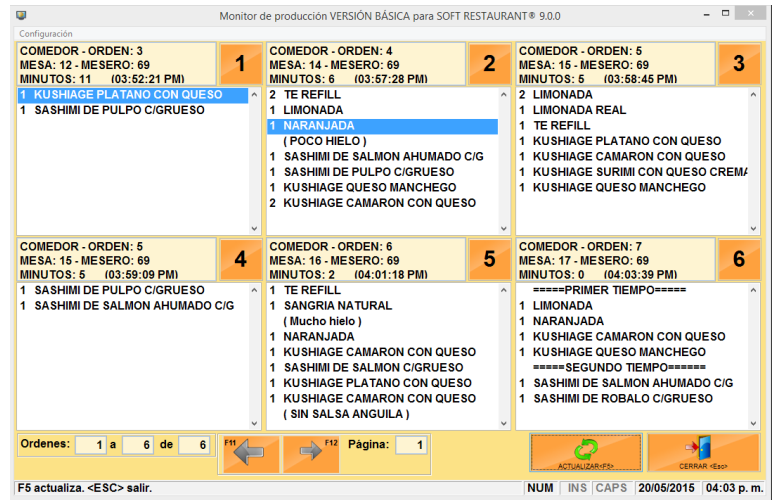 Monitor de producción VERSIÓN BÁSICA para SOFT RESTAURANT® 9.0.0
Configuración
COMEDOR - ORDEN: 3
MESA: 12 - MESERO: 69
MINUTOS: 11 (03:52:21 PM)
1
1 KUSHIAGE PLATANO CON QUESO
1 SASHIMI DE PULPO C/GRUESO
COMEDOR - ORDEN: 4
MESA: 14 - MESERO: 69
MINUTOS: 6 (03:57:28 PM)
2
2 TE REFILL
1 LIMONADA
1 NARANJADA
( POCO HIELO )
1 SASHIMI DE SALMON AHUMADO C/G
1 SASHIMI DE PULPO C/GRUESO
1 KUSHIAGE QUESO MANCHEGO
2 KUSHIAGE CAMARON CON QUESO
COMEDOR - ORDEN: 5
MESA: 15 - MESERO: 69
MINUTOS: 5 (03:58:45 PM)
3
2 LIMONADA
1 LIMONADA REAL
1 TE REFILL
1 KUSHIAGE PLATANO CON QUESO
1 KUSHIAGE CAMARON CON QUESO
1 KUSHIAGE SURIMI CON QUESO CREMA
1 KUSHIAGE QUESO MANCHEGO
COMEDOR - ORDEN: 5
MESA: 15 - MESERO: 69
MINUTOS: 5 (03:59:09 PM)
4
1 SASHIMI DE PULPO C/GRUESO
1 SASHIMI DE SALMON AHUMADO C/G
COMEDOR - ORDEN: 6
MESA: 16 - MESERO: 69
MINUTOS: 2 (04:01:18 PM)
5
1 TE REFILL
1 SANGRIA NATURAL
( Mucho hielo )
1 NARANJADA
1 KUSHIAGE CAMARON CON QUESO
1 SASHIMI DE SALMON C/GRUESO
1 KUSHIAGE PLATANO CON QUESO
1 KUSHIAGE CAMARON CON QUESO
( SIN SALSA ANGUILA )
COMEDOR - ORDEN: 7
MESA: 17 - MESERO: 69
MINUTOS: 0 (04:03:39 PM)
6
=====PRIMER TIEMPO=====
1 LIMONADA
1 NARANJADA
1 KUSHIAGE CAMARON CON QUESO
1 KUSHIAGE QUESO MANCHEGO
=====SEGUNDO TIEMPO======
1 SASHIMI DE SALMON AHUMADO C/G
1 SASHIMI DE ROBALO C/GRUESO
Ordenes: 1 a 6 de 6
F11
F12
Página: 1
ACTUALIZAR<F5>
CERRAR <Esc>
F5 actualiza. <ESC> salir.
NUM INS CAPS 20/05/2015 04:03 p. m.